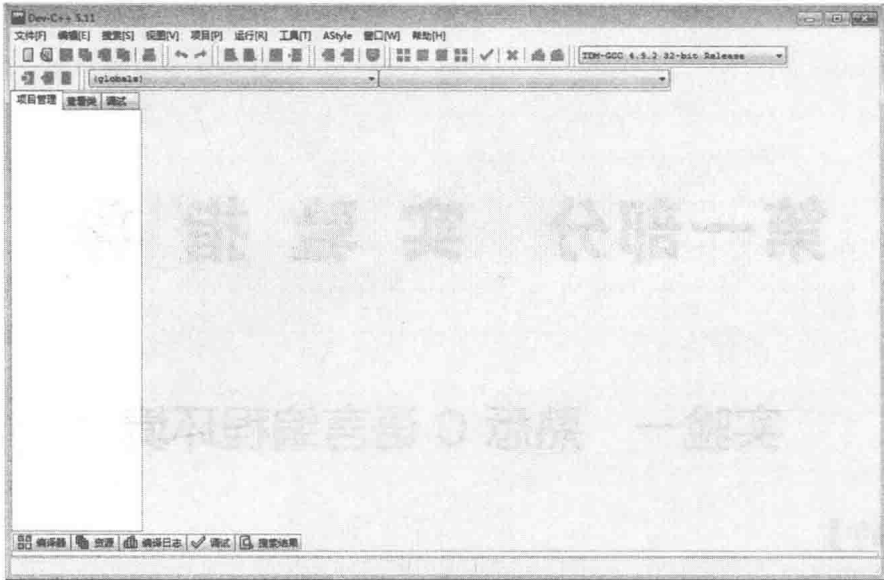 Dev-C++ 5.11
文件[F] 编辑[E] 搜索[S] 视图[V] 项目[P] 运行[R] 工具[T] AStyle 窗口[W] 帮助[H]
TDM-GCC 4.9.2 32-bit Release
(globals)
项目管理 查看类 调试
第一部分 实验指
实验一 熟悉 C 语言编程环境
编译器 资源 编译日志 调试 搜索结果